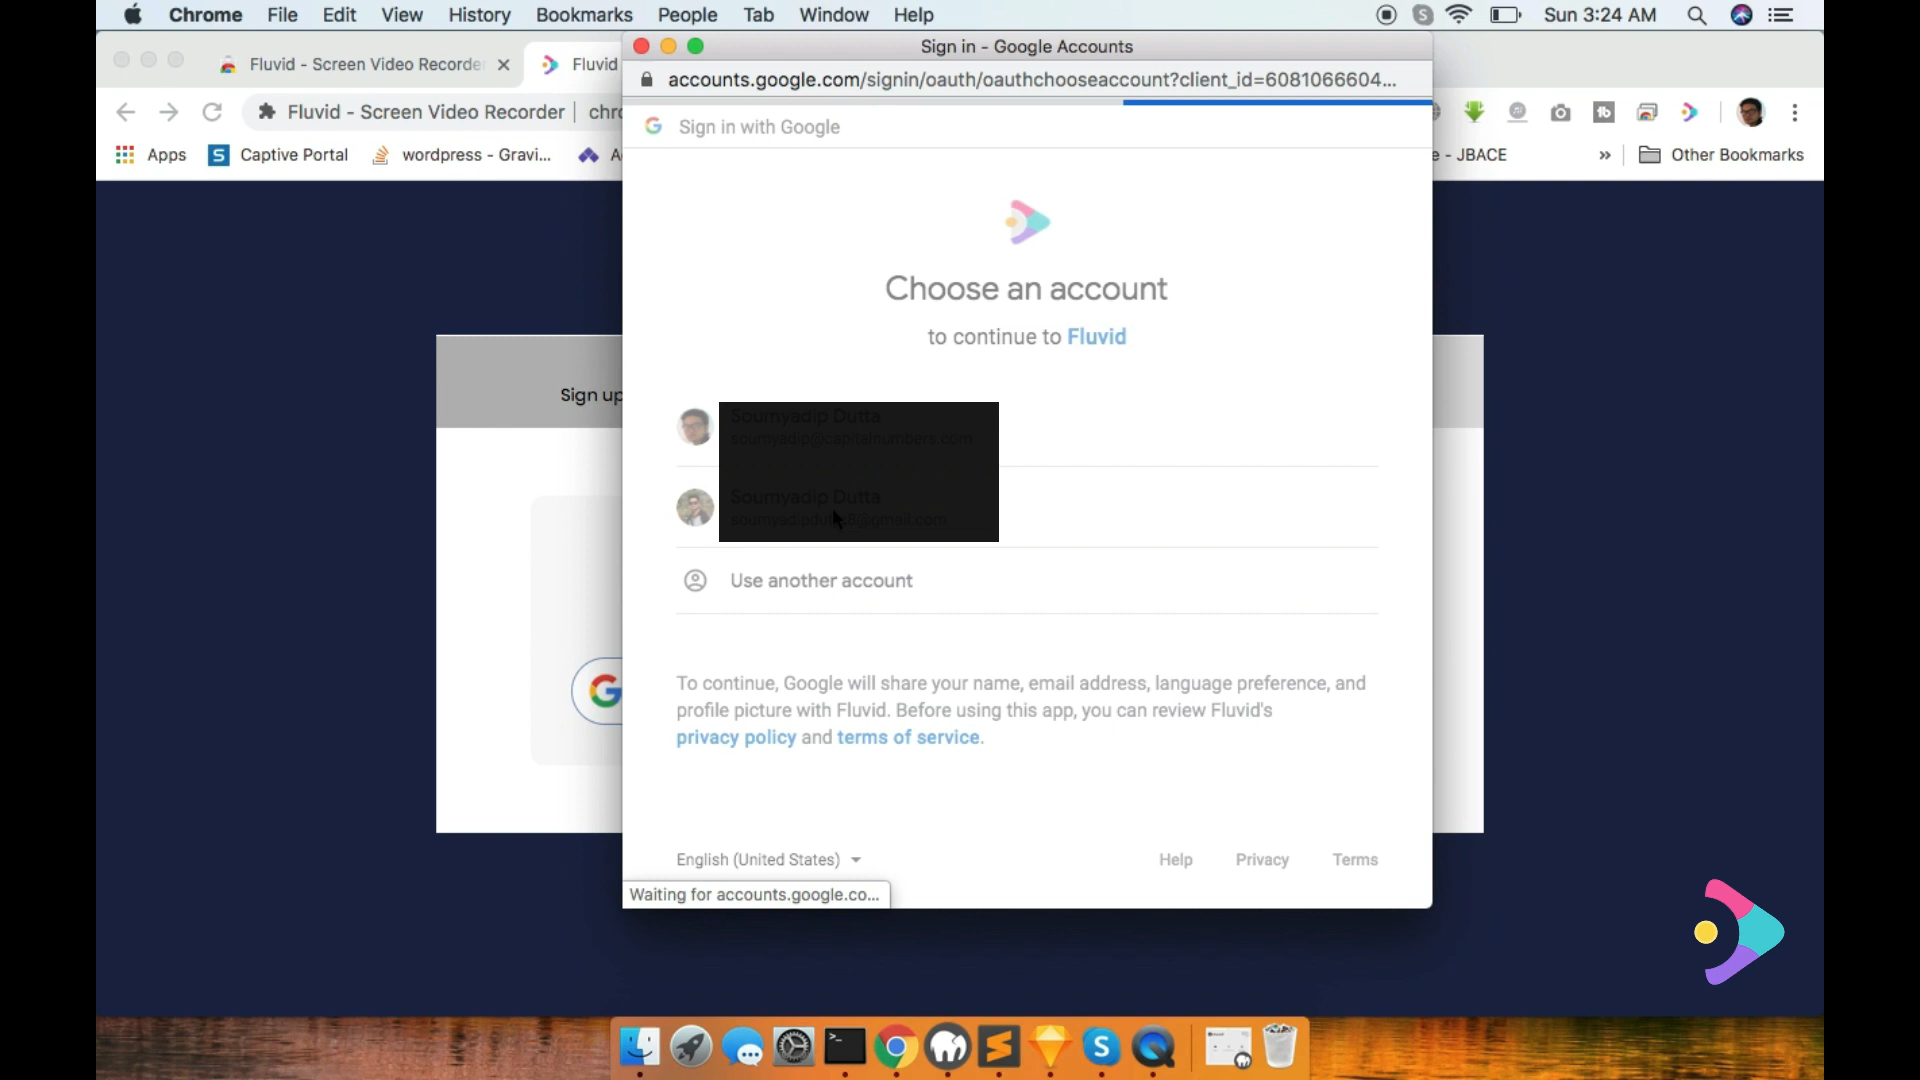 Chrome File Edit View History Bookmarks People Tab Window Help Sun 3:24 AM
Sign in - Google Accounts
Fluvid - Screen Video Recorde Fluvid
accounts.google.com/signin/oauth/oauthchooseaccount?client_id=6081066604...
Fluvid - Screen Video Recorder chr
Sign in with Google
Apps Captive Portal wordpress - Gravi... A e - JBACE » Other Bookmarks
Choose an account
to continue to Fluvid
Sign up
Use another account
To continue, Google will share your name, email address, language preference, and
profile picture with Fluvid. Before using this app, you can review Fluvid's
privacy policy and terms of service.
English (United States) Help Privacy Terms
Waiting for accounts.google.co...